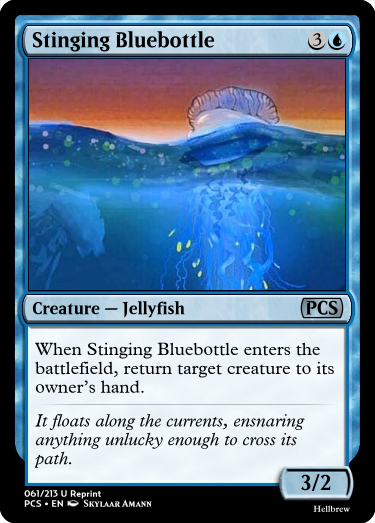 Stinging Bluebottle 3
Creature — Jellyfish PCS
When Stinging Bluebottle enters the
battlefield, return target creature to its
owner's hand.
It floats along the currents, ensnaring
anything unlucky enough to cross its
path.
3/2
061/213 U Reprint
PCS • EN Skylaar Amann
Hellbrew